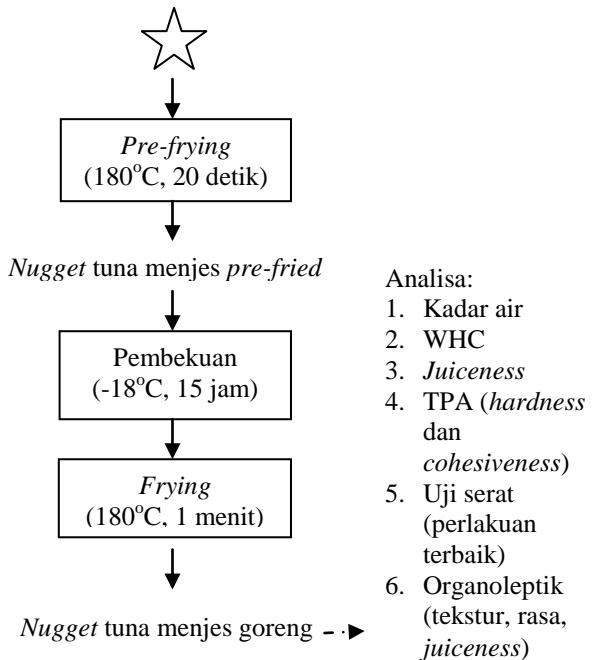 Pre-frying
(180°C, 20 detik)
Nugget tuna menjes pre-fried
Pembekuan
(-18°C, 15 jam)
Frying
(180°C, 1 menit)
Nugget tuna menjes goreng
Analisa:
1. Kadar air
2. WHC
3. Juiceness
4. TPA (hardness
dan
cohesiveness)
5. Uji serat
(perlakuan
terbaik)
6. Organoleptik
(tekstur, rasa,
juiceness)